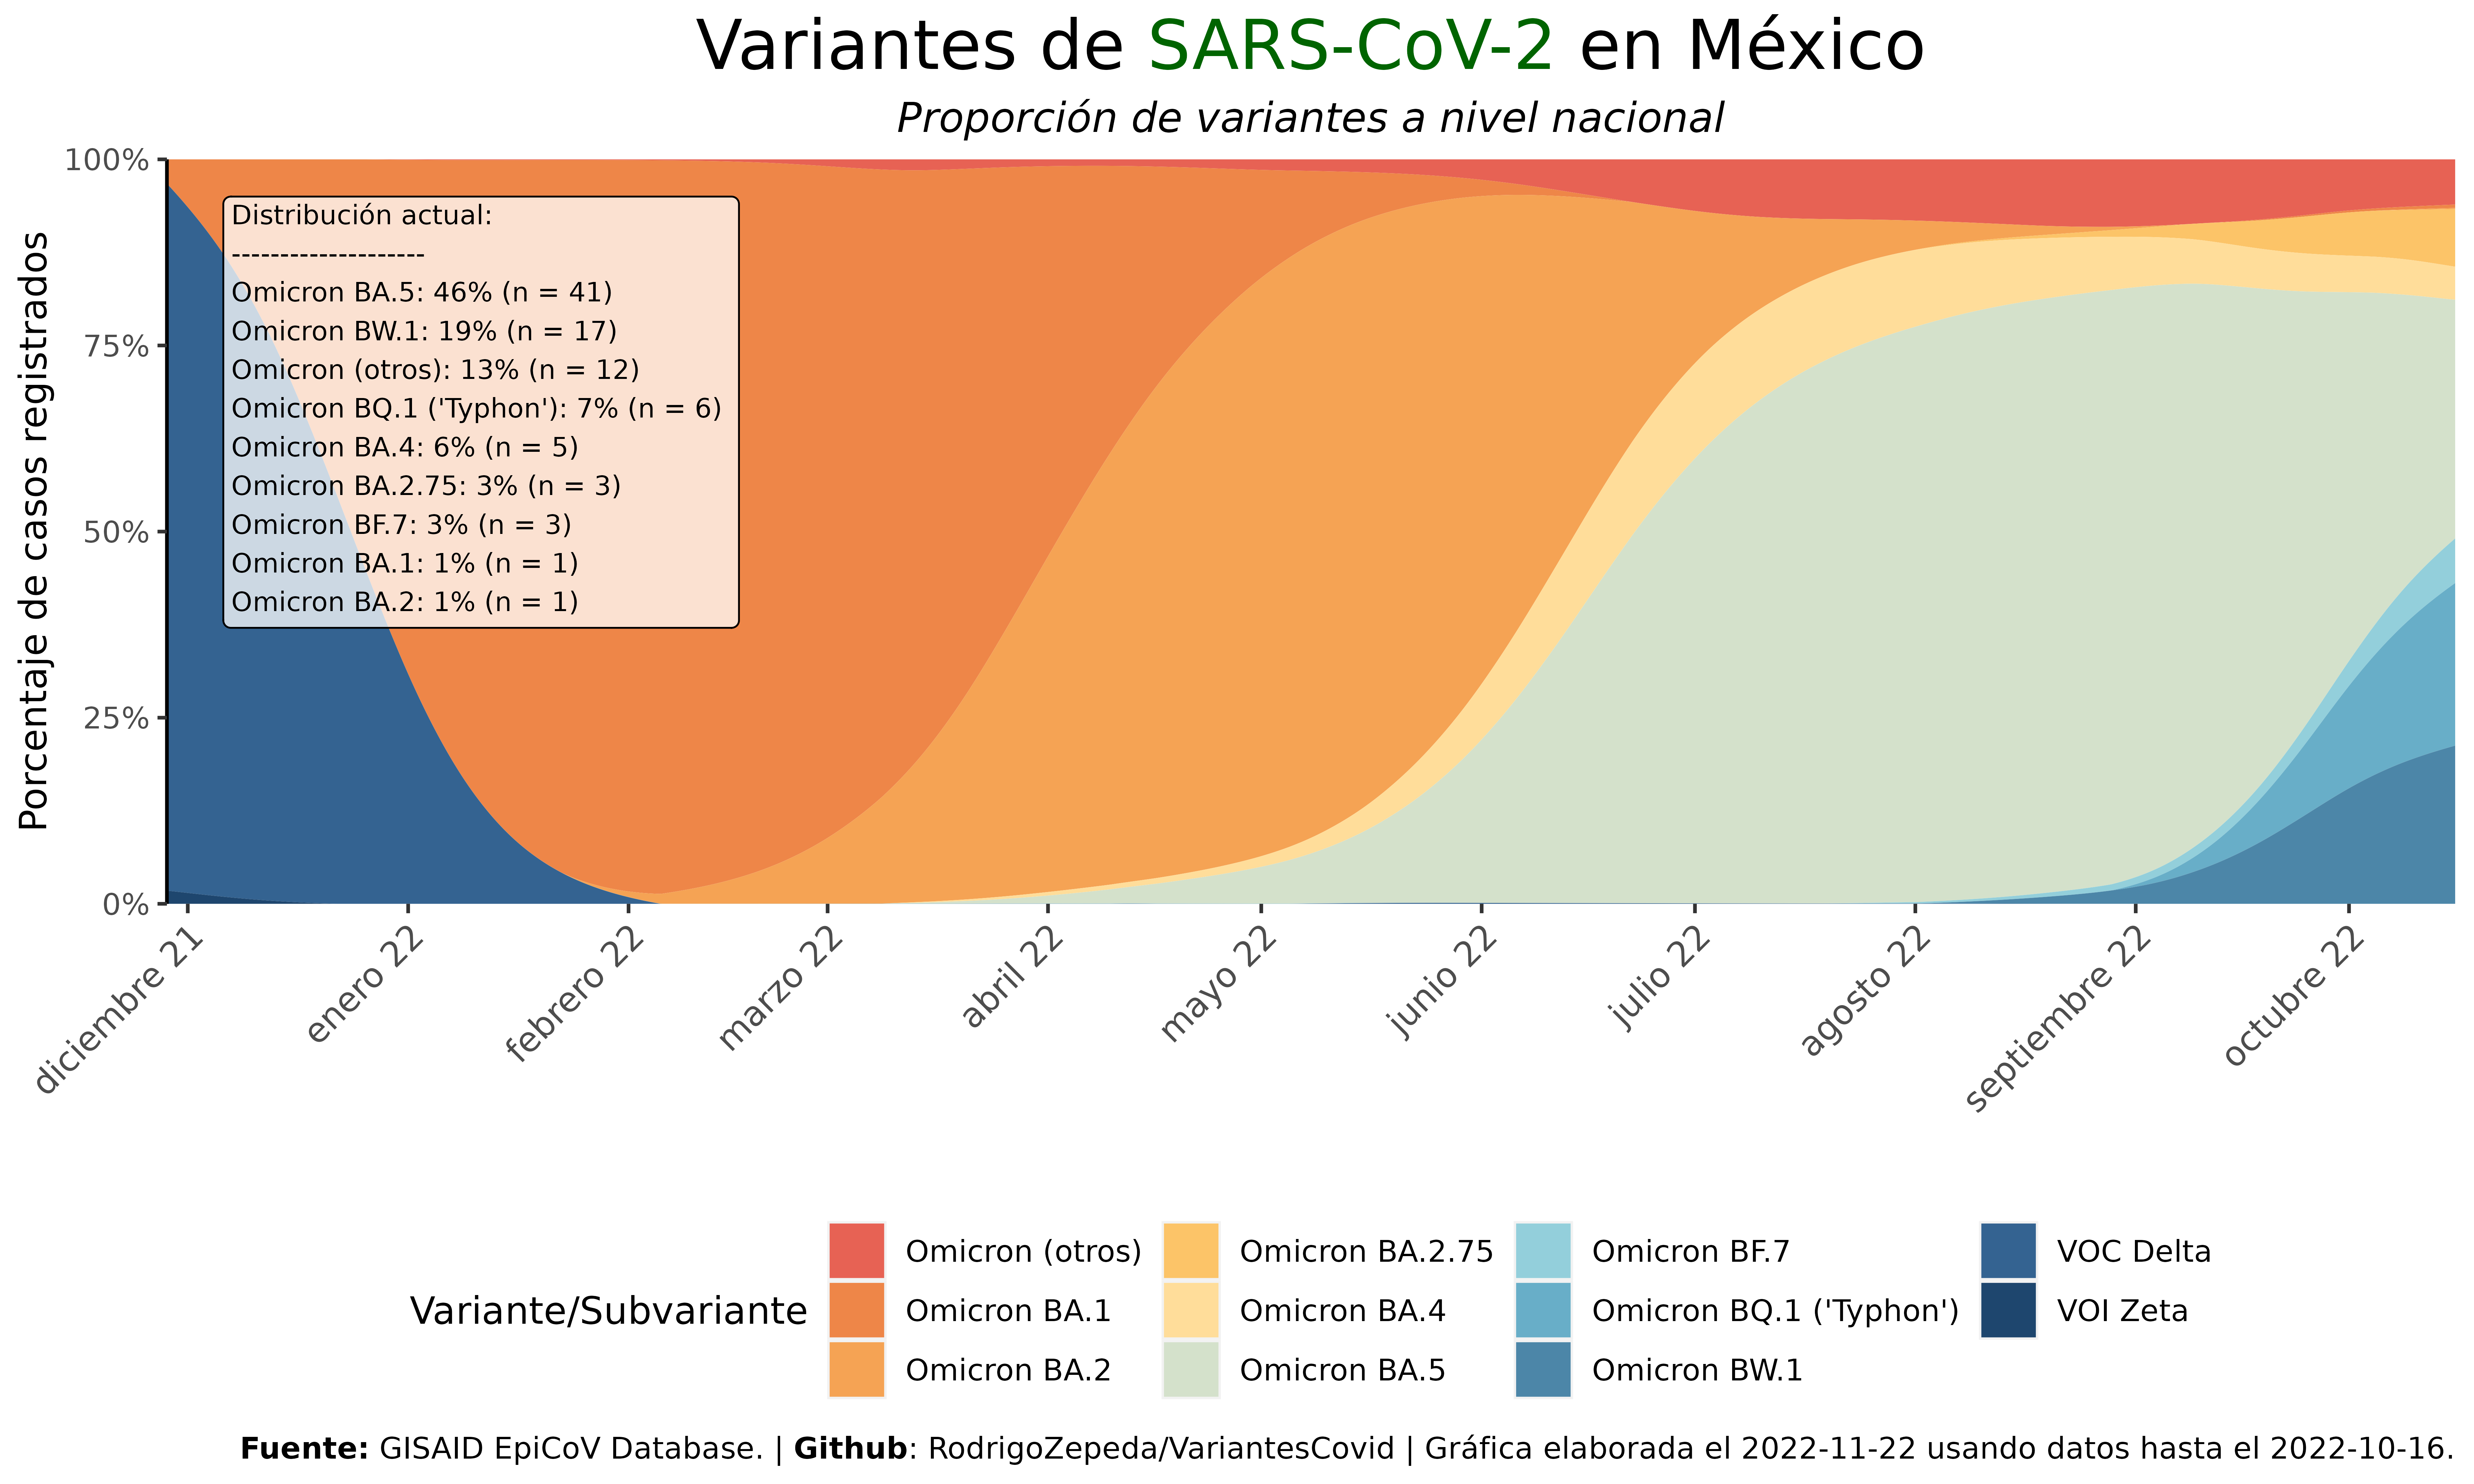 Variantes de SARS-CoV-2 en México
Proporción de variantes a nivel nacional
Porcentaje de casos registrados
100%
75%
50%
25%
0%
Distribución actual:
--------------------
Omicron BA.5: 46% (n = 41)
Omicron BW.1: 19% (n = 17)
Omicron (otros): 13% (n = 12)
Omicron BQ.1 ('Typhon'): 7% (n = 6)
Omicron BA.4: 6% (n = 5)
Omicron BA.2.75: 3% (n = 3)
Omicron BF.7: 3% (n = 3)
Omicron BA.1: 1% (n = 1)
Omicron BA.2: 1% (n = 1)
diciembre 21
enero 22
febrero 22
marzo 22
abril 22
mayo 22
junio 22
julio 22
agosto 22
septiembre 22
octubre 22
Variante/Subvariante
Omicron (otros)
Omicron BA.1
Omicron BA.2
Omicron BA.2.75
Omicron BA.4
Omicron BA.5
Omicron BF.7
Omicron BQ.1 ('Typhon')
Omicron BW.1
VOC Delta
VOI Zeta
Fuente: GISAID EpiCoV Database. | Github: RodrigoZepeda/VariantesCovid | Gráfica elaborada el 2022-11-22 usando datos hasta el 2022-10-16.